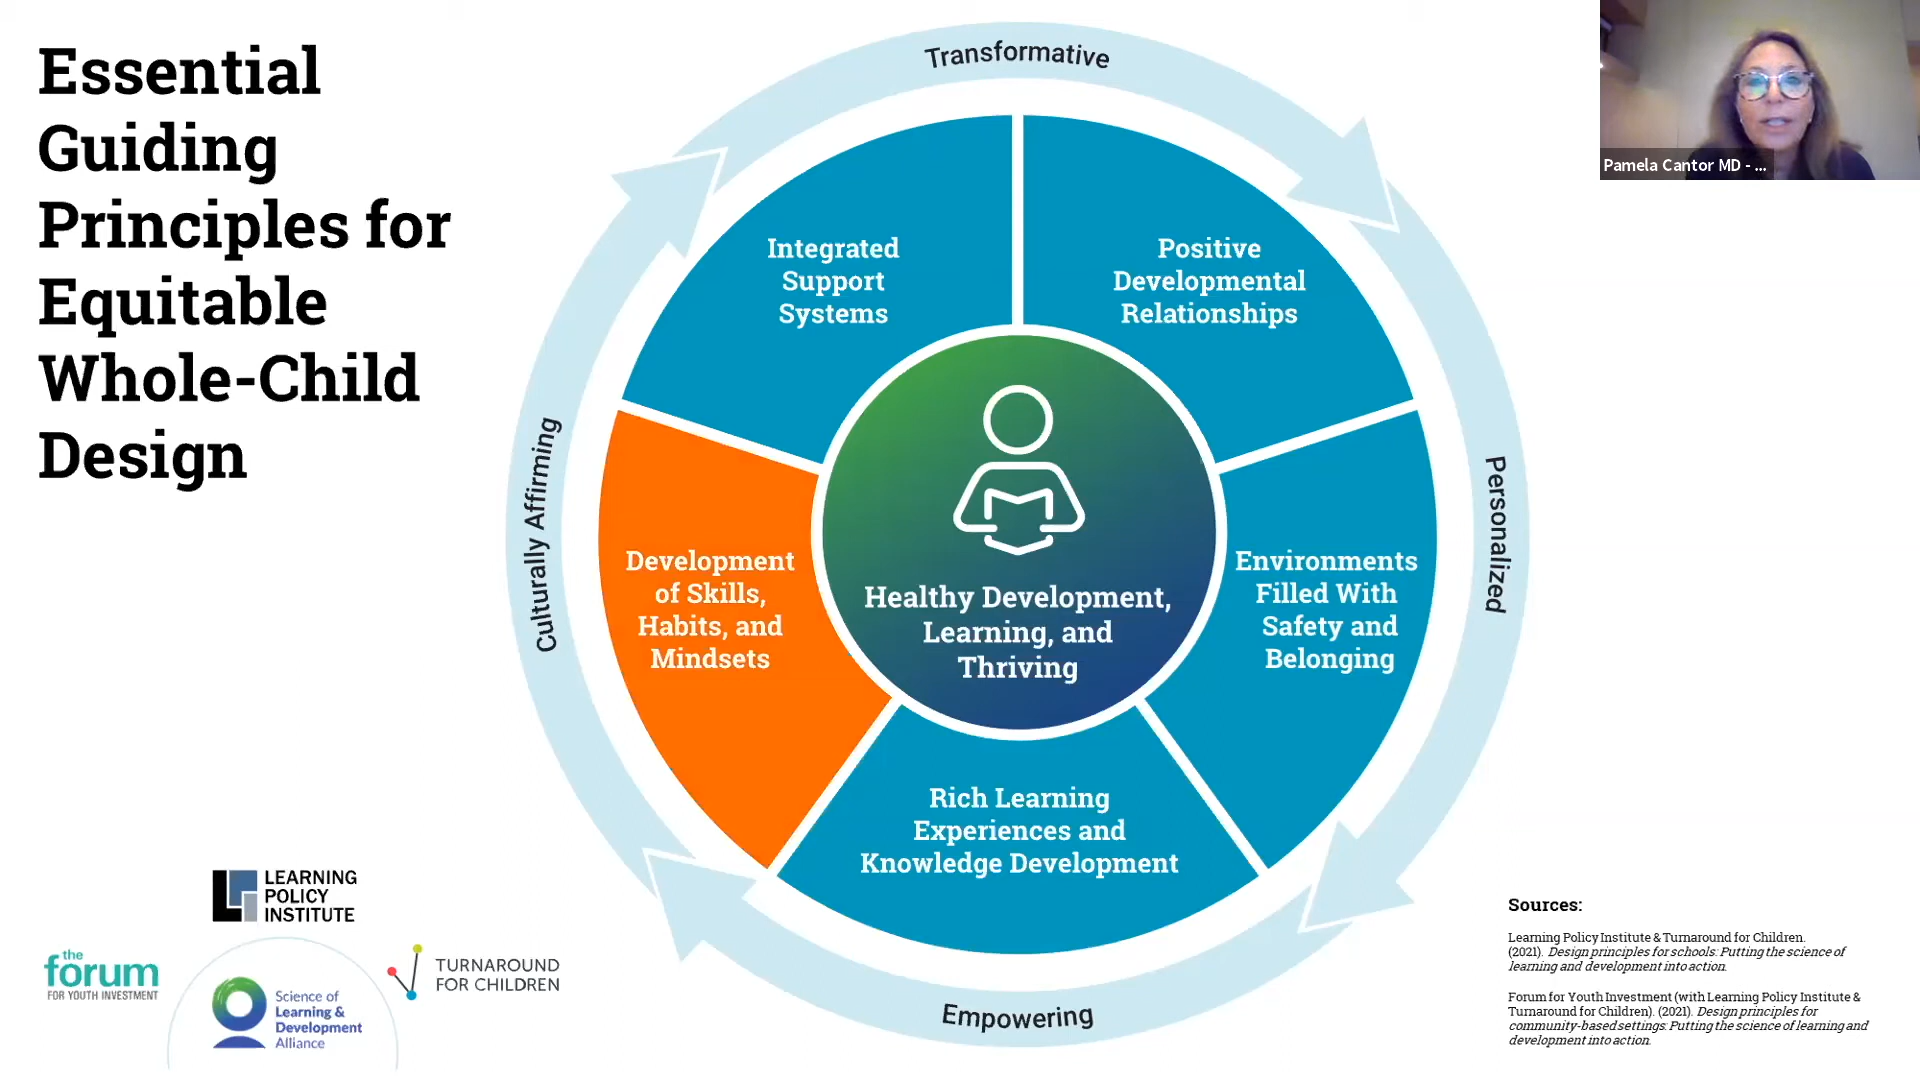 Essential
Guiding
Principles for
Equitable
Whole-Child
Design
Transformative
Personalized
Empowering
Culturally Affirming
Integrated
Support
Systems
Positive
Developmental
Relationships
Environments
Filled With
Safety and
Belonging
Rich Learning
Experiences and
Knowledge Development
Development
of Skills,
Habits, and
Mindsets
Healthy Development,
Learning, and
Thriving
Pamela Cantor MD - ...
LEARNING
POLICY
INSTITUTE
the
forum
FOR YOUTH INVESTMENT
Science of
Learning &
Development
Alliance
TURNAROUND
FOR CHILDREN
Sources:
Learning Policy Institute & Turnaround for Children.
(2021). Design principles for schools: Putting the science of
learning and development into action.
Forum for Youth Investment (with Learning Policy Institute &
Turnaround for Children). (2021). Design principles for
community-based settings: Putting the science of learning and
development into action.